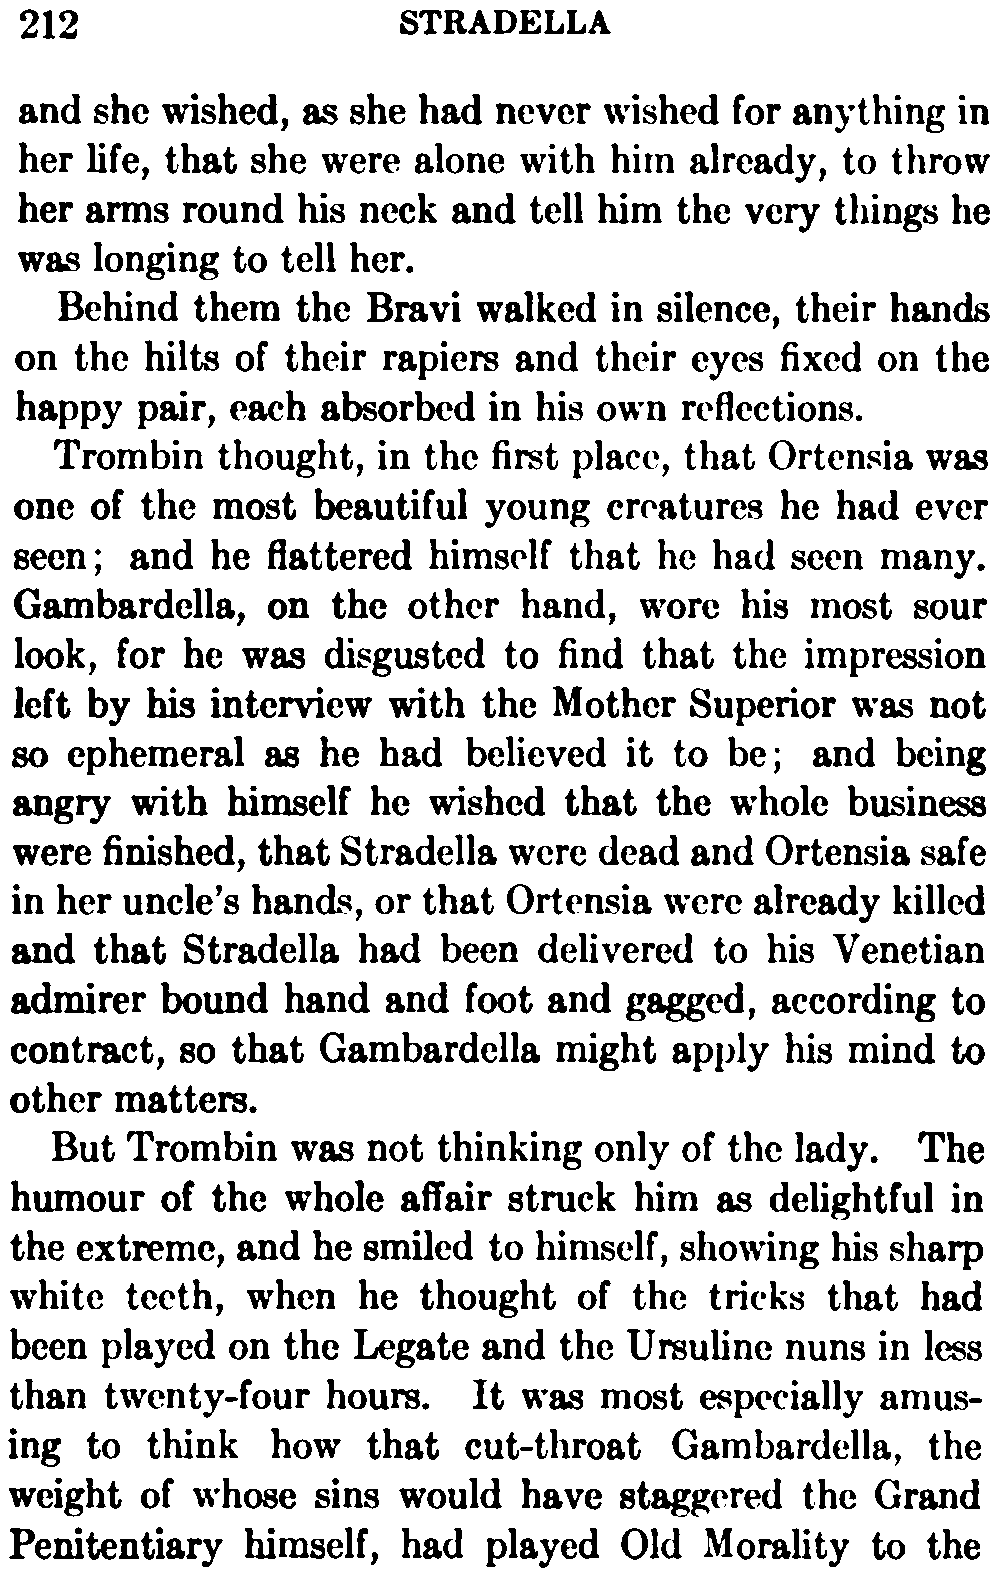 212 STRADELLA
and she wished, as she had never wished for anything in
her life, that she were alone with him already, to throw
her arms round his neck and tell him the very things he
was longing to tell her.
Behind them the Bravi walked in silence, their hands
on the hilts of their rapiers and their eyes fixed on the
happy pair, each absorbed in his own reflections.
Trombin thought, in the first place, that Ortensia was
one of the most beautiful young creatures he had ever
seen; and he flattered himself that he had seen many.
Gambardella, on the other hand, wore his most sour
look, for he was disgusted to find that the impression
left by his interview with the Mother Superior was not
so ephemeral as he had believed it to be; and being
angry with himself he wished that the whole business
were finished, that Stradella were dead and Ortensia safe
in her uncle's hands, or that Ortensia were already killed
and that Stradella had been delivered to his Venetian
admirer bound hand and foot and gagged, according to
contract, so that Gambardella might apply his mind to
other matters.
But Trombin was not thinking only of the lady. The
humour of the whole affair struck him as delightful in
the extreme, and he smiled to himself, showing his sharp
white teeth, when he thought of the tricks that had
been played on the Legate and the Ursuline nuns in less
than twenty-four hours. It was most especially amus-
ing to think how that cut-throat Gambardella, the
weight of whose sins would have staggered the Grand
Penitentiary himself, had played Old Morality to the